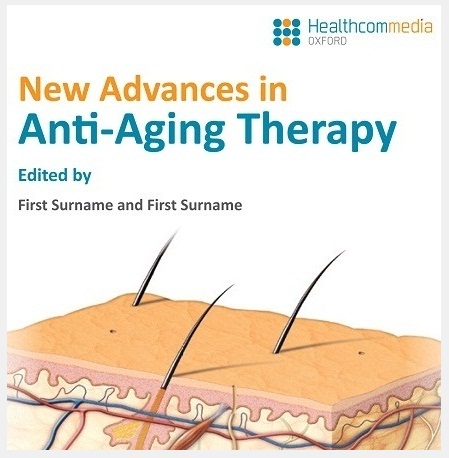 Healthcommedia
OXFORD
New Advances in
Anti-Aging Therapy
Edited by
First Surname and First Surname